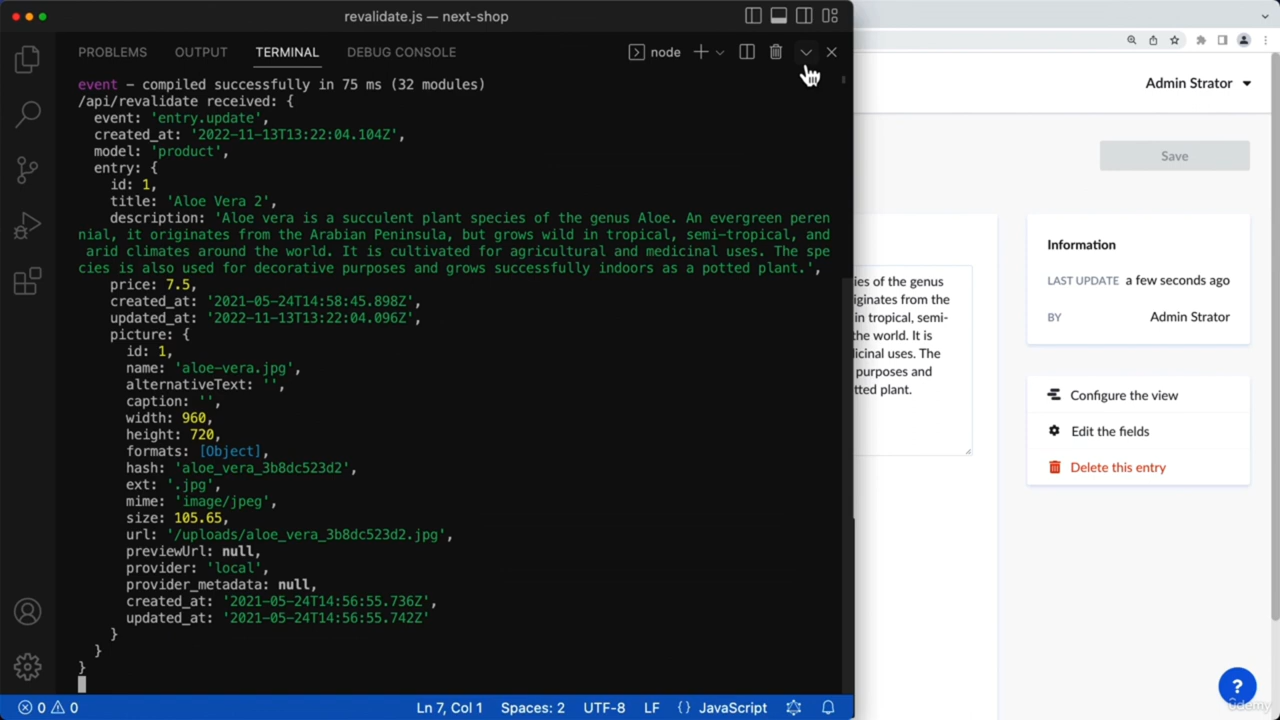 revalidate.js — next-shop
PROBLEMS
OUTPUT
TERMINAL
DEBUG CONSOLE
node
event - compiled successfully in 75 ms (32 modules)
/api/revalidate received: {
event: 'entry.update',
created_at: '2022-11-13T13:22:04.104Z',
model: 'product',
entry: {
id: 1,
title: 'Aloe Vera 2',
description: 'Aloe vera is a succulent plant species of the genus Aloe. An evergreen peren
nial, it originates from the Arabian Peninsula, but grows wild in tropical, semi-tropical, and
arid climates around the world. It is cultivated for agricultural and medicinal uses. The spe
cies is also used for decorative purposes and grows successfully indoors as a potted plant.',
price: 7.5,
created_at: '2021-05-24T14:58:45.898Z',
updated_at: '2022-11-13T13:22:04.096Z',
picture: {
id: 1,
name: 'aloe-vera.jpg',
alternativeText: '',
caption: '',
width: 960,
height: 720,
formats: [Object],
hash: 'aloe_vera_3b8dc523d2',
ext: '.jpg',
mime: 'image/jpeg',
size: 105.65,
url: '/uploads/aloe_vera_3b8dc523d2.jpg',
previewUrl: null,
provider: 'local',
provider_metadata: null,
created_at: '2021-05-24T14:56:55.736Z',
updated_at: '2021-05-24T14:56:55.742Z'
}
}
}
0 0
Ln 7, Col 1
Spaces: 2
UTF-8
LF
{} JavaScript
Admin Strator
Save
ies of the genus
iginates from the
in tropical, semi-
the world. It is
licinal uses. The
purposes and
tted plant.
Information
LAST UPDATE a few seconds ago
BY Admin Strator
Configure the view
Edit the fields
Delete this entry
?
ûdemy